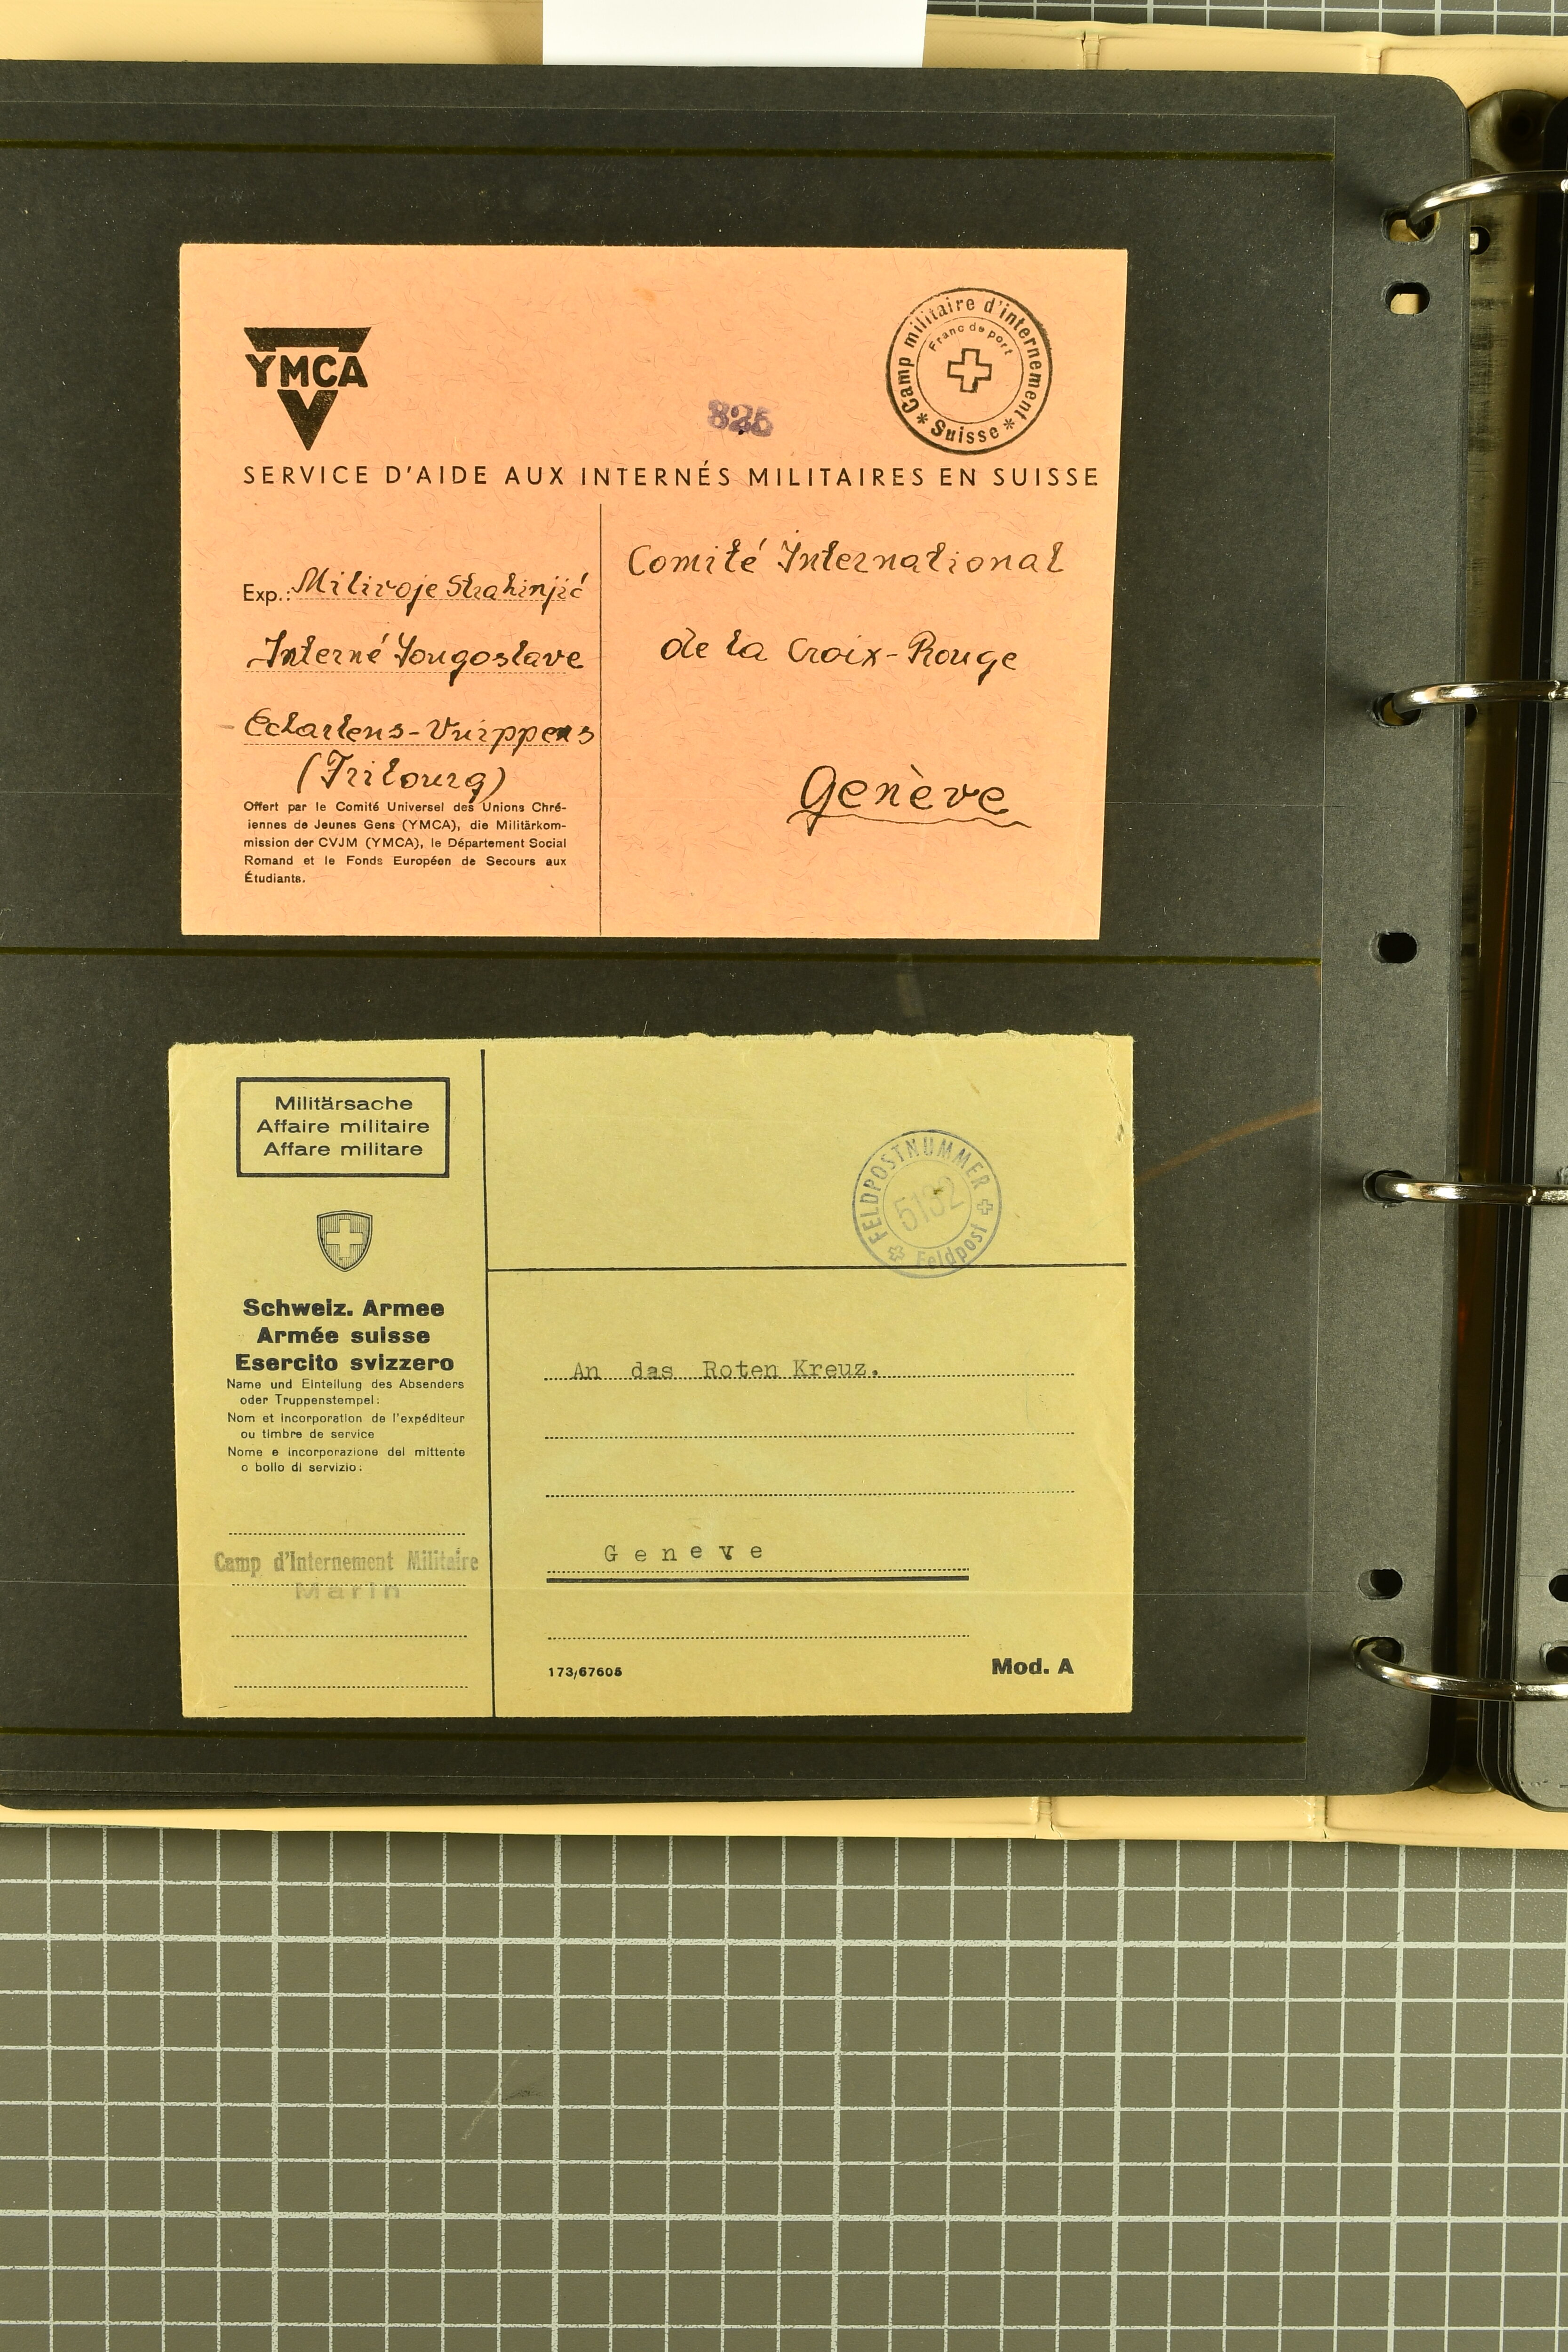 YMCA
Camp militaire d'internement
Franc de port
* Suisse *
SERVICE D'AIDE AUX INTERNÉS MILITAIRES EN SUISSE
Exp.: Milivoje Strahinjić
Interné Yougoslave
Echarlens-Vuippens
(Fribourg)
Comité International
de la Croix-Rouge
Genève
Offert par le Comité Universel des Unions Chré-
iennes de Jeunes Gens (YMCA), die Militärkom-
mission der CVJM (YMCA), le Département Social
Romand et le Fonds Européen de Secours aux
Étudiants.
Militärsache
Affaire militaire
Affare militare
FELDPOSTNUMMER
5192
Feldpost
Schweiz. Armee
Armée suisse
Esercito svizzero
Name und Einteilung des Absenders
oder Truppenstempel:
Nom et incorporation de l'expéditeur
ou timbre de service
Nome e incorporazione del mittente
o bollo di servizio:
Camp d'Internement Militaire
Marin
An das Roten Kreuz.
Geneve
173/67605
Mod. A